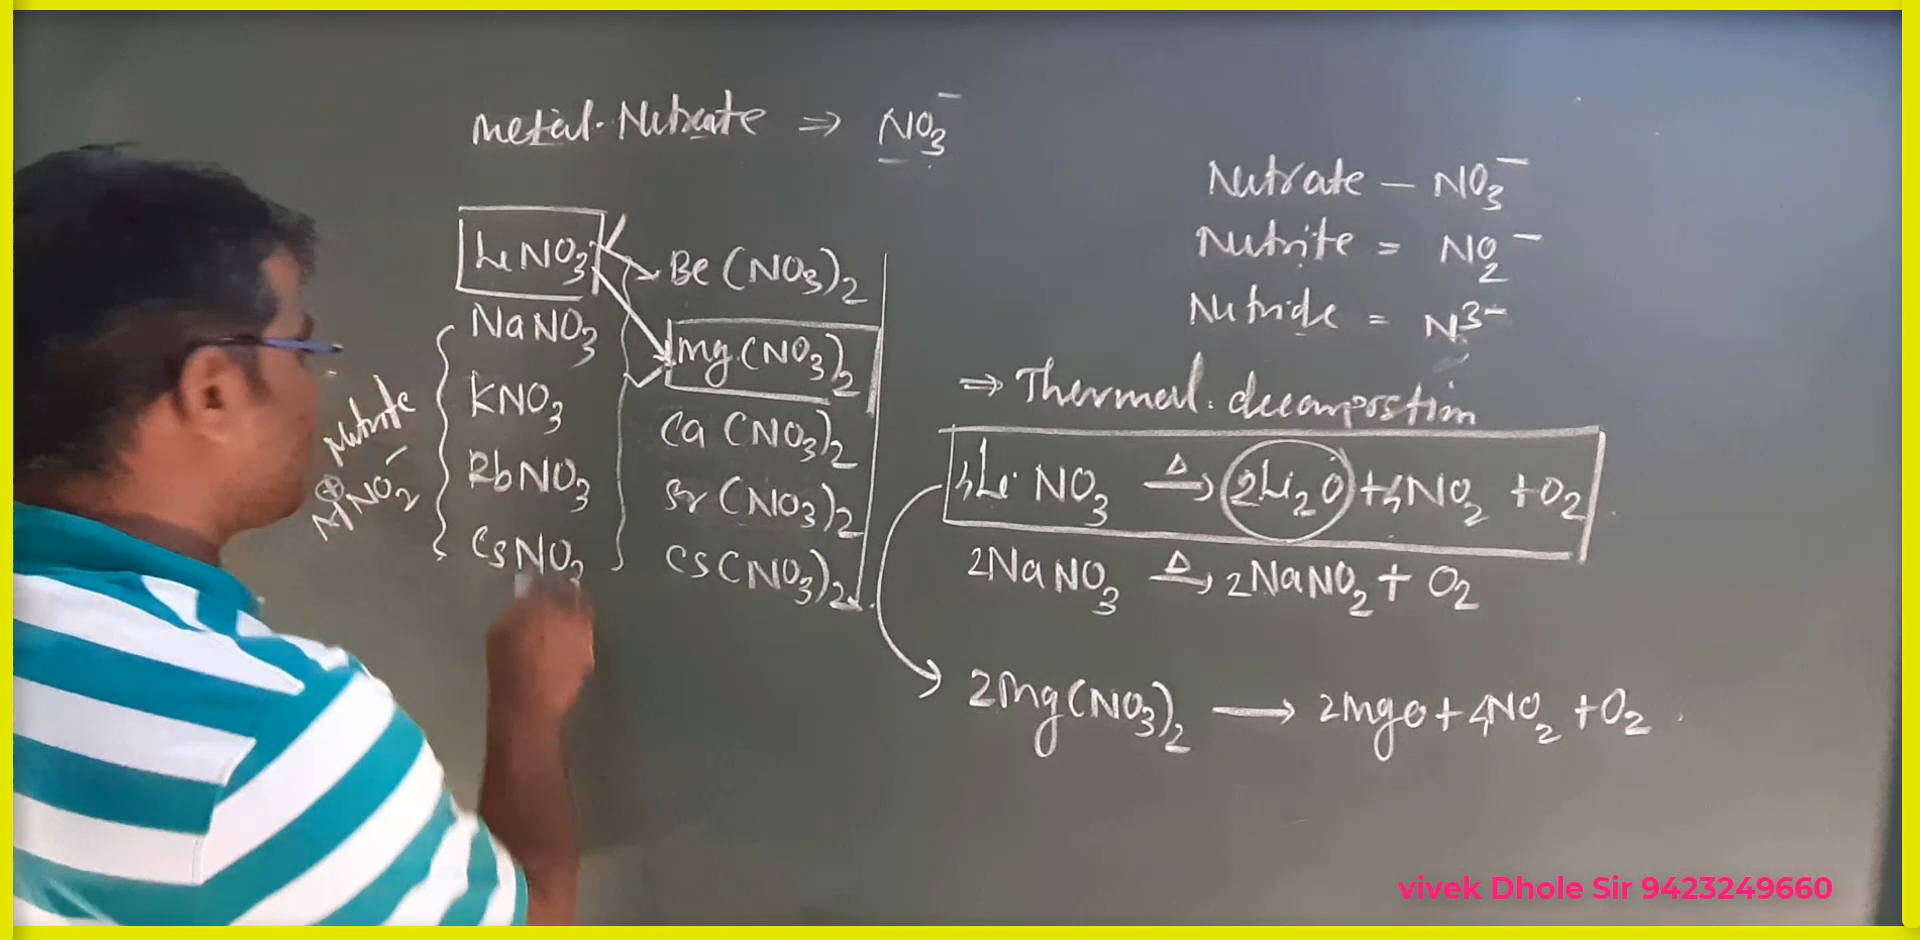 metal. Nitrate ⇒ NO3⁻
LiNO3
NaNO3
KNO3
RbNO3
CsNO3
Nitrite
M⊕NO2⁻
Be(NO3)2
Mg(NO3)2
Ca(NO3)2
Sr(NO3)2
CS(NO3)2
Nitrate – NO3⁻
Nitrite = NO2⁻
Nitride = N3-
⇒ Thermal. decomposition
4LiNO3 Δ→ 2Li2O + 4NO2 + O2
2NaNO3 Δ→ 2NaNO2 + O2
2Mg(NO3)2 → 2MgO + 4NO2 + O2
vivek Dhole Sir 9423249660